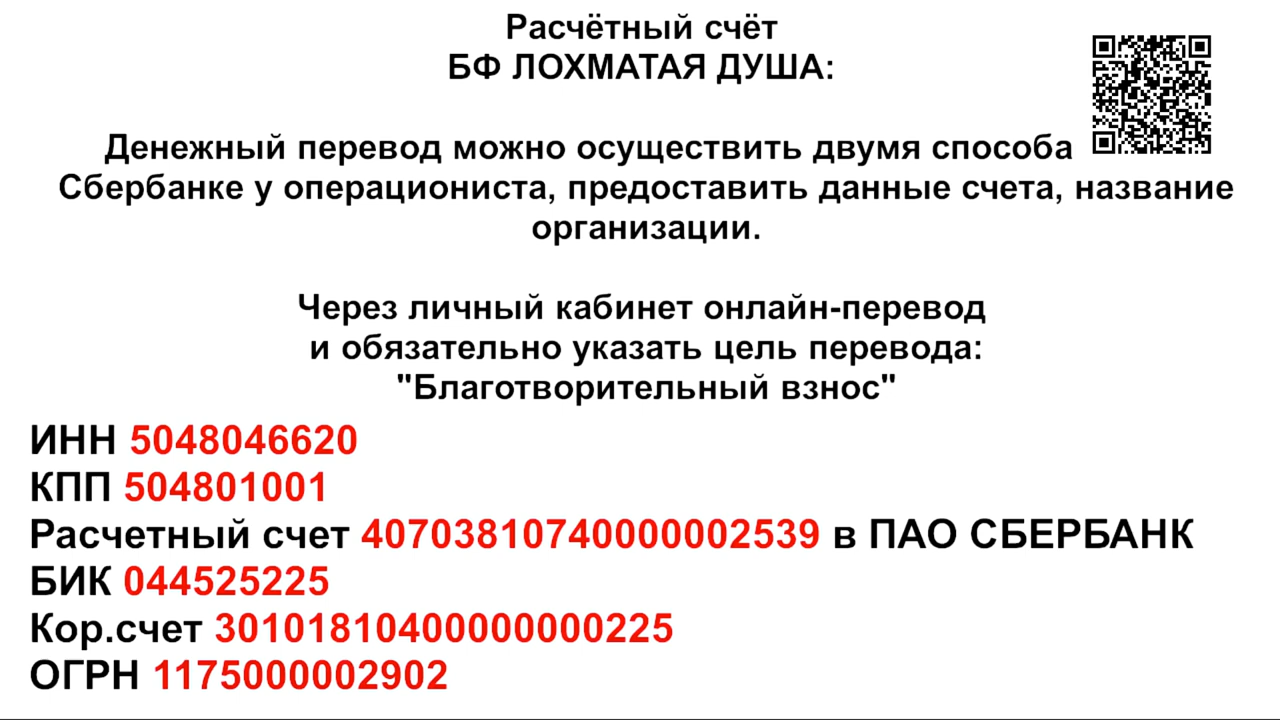 Расчётный счёт
БФ ЛОХМАТАЯ ДУША:
Денежный перевод можно осуществить двумя способа
Сбербанке у операциониста, предоставить данные счета, название
организации.
Через личный кабинет онлайн-перевод
и обязательно указать цель перевода:
"Благотворительный взнос"
ИНН 5048046620
КПП 504801001
Расчетный счет 40703810740000002539 в ПАО СБЕРБАНК
БИК 044525225
Кор.счет 30101810400000000225
ОГРН 1175000002902